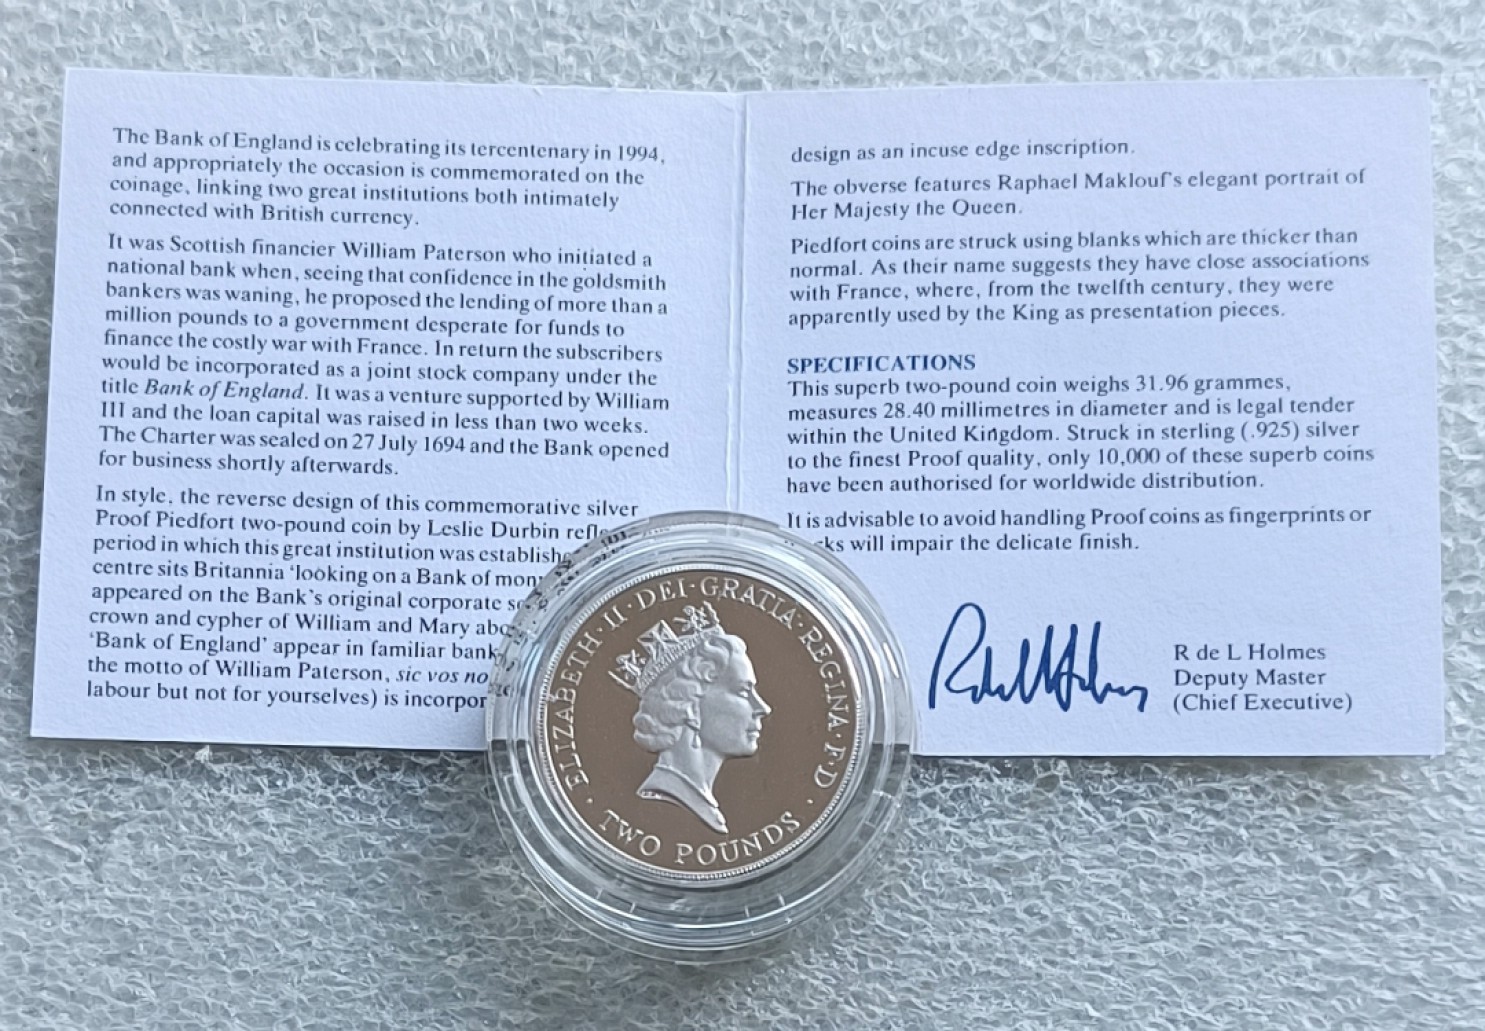 The Bank of England is celebrating its tercentenary in 1994,
and appropriately the occasion is commemorated on the
coinage, linking two great institutions both intimately
connected with British currency.
It was Scottish financier William Paterson who initiated a
national bank when, seeing that confidence in the goldsmith
bankers was waning, he proposed the lending of more than a
million pounds to a government desperate for funds to
finance the costly war with France. In return the subscribers
would be incorporated as a joint stock company under the
title Bank of England. It was a venture supported by William
III and the loan capital was raised in less than two weeks.
The Charter was sealed on 27 July 1694 and the Bank opened
for business shortly afterwards.
In style, the reverse design of this commemorative silver
Proof Piedfort two-pound coin by Leslie Durbin
period in which this great institution was
centre sits Britannia ‘looking on a Bank of
appeared on the Bank's original corporate
crown and cypher of William and Mary
‘Bank of England’ appear in familiar bank
the motto of William Paterson, sic vos
labour but not for yourselves) is
design as an incuse edge inscription.
The obverse features Raphael Maklouf's elegant portrait of
Her Majesty the Queen.
Piedfort coins are struck using blanks which are thicker than
normal. As their name suggests they have close associations
with France, where, from the twelfth century, they were
apparently used by the King as presentation pieces.
SPECIFICATIONS
This superb two-pound coin weighs 31.96 grammes,
measures 28.40 millimetres in diameter and is legal tender
within the United Kingdom. Struck in sterling (.925) silver
to the finest Proof quality, only 10,000 of these superb coins
have been authorised for worldwide distribution.
It is advisable to avoid handling Proof coins as fingerprints or
will impair the delicate finish.
R de L Holmes
Deputy Master
(Chief Executive)
ELIZABETH·II·DEI·GRATIA·REGINA·F·D·
TWO POUNDS